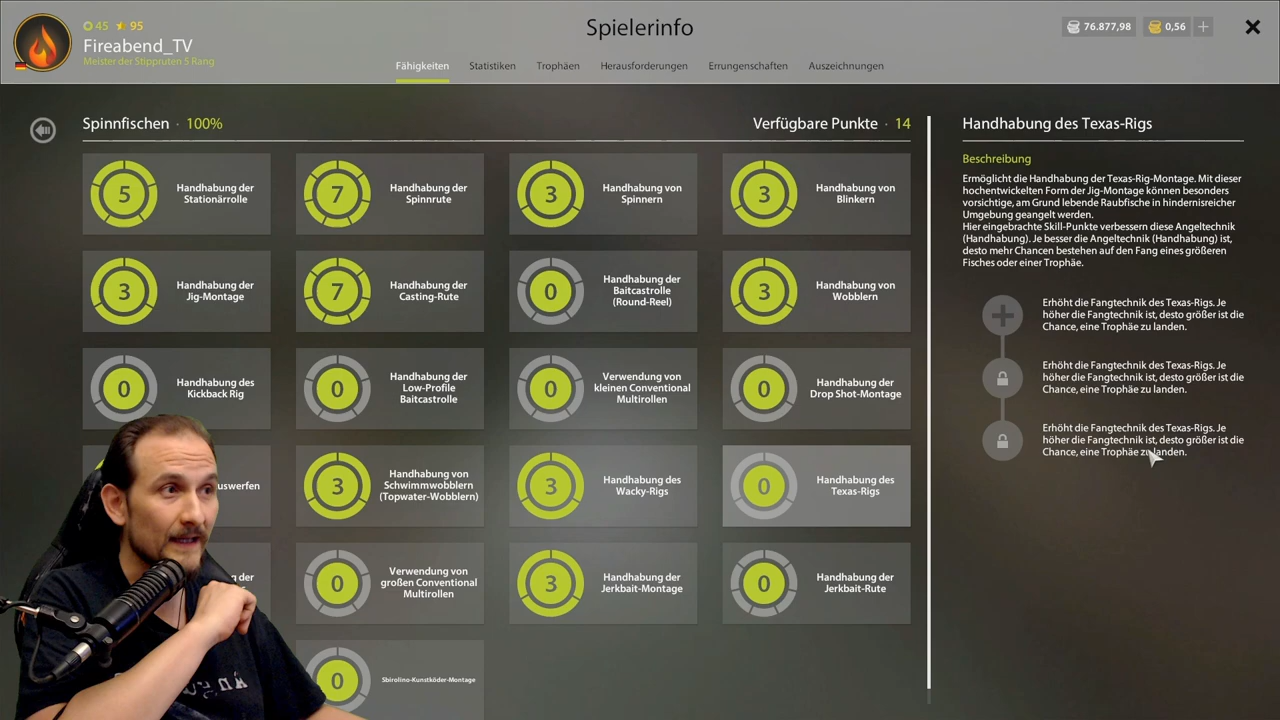 45 95
Fireabend_TV
Meister der Stippruten 5 Rang
Spielerinfo
76.877,98 0,56
Fähigkeiten Statistiken Trophäen Herausforderungen Errungenschaften Auszeichnungen
Spinnfischen · 100%
Verfügbare Punkte · 14
5 Handhabung der
Stationärrolle
7 Handhabung der
Spinnrute
3 Handhabung von
Spinnern
3 Handhabung von
Blinkern
3 Handhabung der
Jig-Montage
7 Handhabung der
Casting-Rute
0 Handhabung der
Baitcastrolle
(Round-Reel)
3 Handhabung von
Wobblern
0 Handhabung des
Kickback Rig
0 Handhabung der
Low-Profile
Baitcastrolle
0 Verwendung von
kleinen Conventional
Multirollen
0 Handhabung der
Drop Shot-Montage
uswerfen
3 Handhabung von
Schwimmwobblern
(Topwater-Wobblern)
3 Handhabung des
Wacky-Rigs
0 Handhabung des
Texas-Rigs
der
0 Verwendung von
großen Conventional
Multirollen
3 Handhabung der
Jerkbait-Montage
0 Handhabung der
Jerkbait-Rute
0 Sbirolino-Kunstköder-Montage
Handhabung des Texas-Rigs
Beschreibung
Ermöglicht die Handhabung der Texas-Rig-Montage. Mit dieser
hochentwickelten Form der Jig-Montage können besonders
vorsichtige, am Grund lebende Raubfische in hindernisreicher
Umgebung geangelt werden.
Hier eingebrachte Skill-Punkte verbessern diese Angeltechnik
(Handhabung). Je besser die Angeltechnik (Handhabung) ist,
desto mehr Chancen bestehen auf den Fang eines größeren
Fisches oder einer Trophäe.
Erhöht die Fangtechnik des Texas-Rigs. Je
höher die Fangtechnik ist, desto größer ist die
Chance, eine Trophäe zu landen.
Erhöht die Fangtechnik des Texas-Rigs. Je
höher die Fangtechnik ist, desto größer ist die
Chance, eine Trophäe zu landen.
Erhöht die Fangtechnik des Texas-Rigs. Je
höher die Fangtechnik ist, desto größer ist die
Chance, eine Trophäe zu landen.